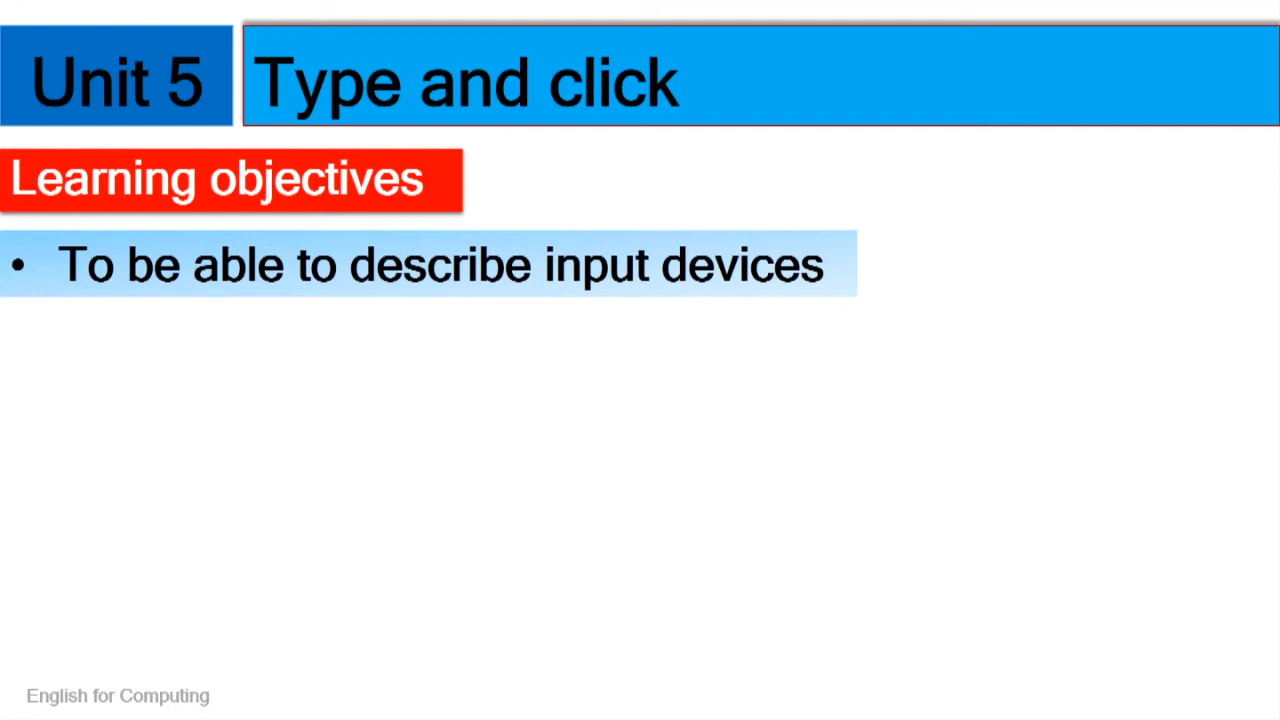 Unit 5 Type and click
Learning objectives
• To be able to describe input devices
English for Computing